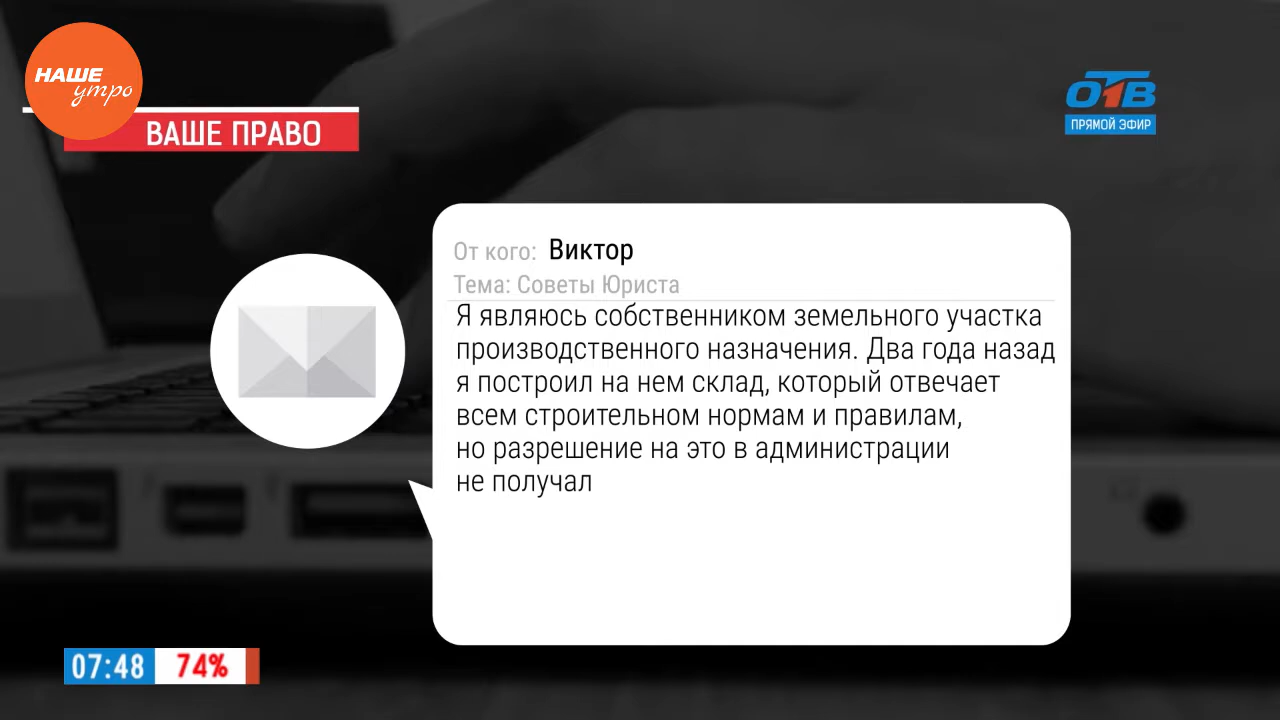 НАШЕ
утро
ВАШЕ ПРАВО
ОТВ
ПРЯМОЙ ЭФИР
От кого: Виктор
Тема: Советы Юриста
Я являюсь собственником земельного участка
производственного назначения. Два года назад
я построил на нем склад, который отвечает
всем строительном нормам и правилам,
но разрешение на это в администрации
не получал
07:48 74%